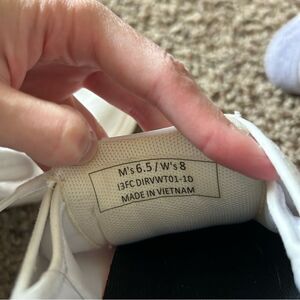 M's 6.5 / W's 8
I3FC DIRVWT01-10
MADE IN VIETNAM